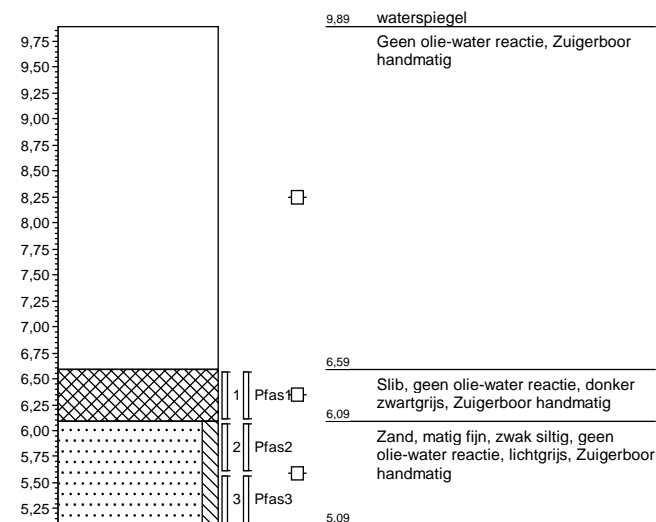 9,89 waterspiegel
Geen olie-water reactie, Zuigerboor
handmatig
9,75
9,50
9,25
9,00
8,75
8,50
8,25
8,00
7,75
7,50
7,25
7,00
6,75
6,50
6,25
6,00
5,75
5,50
5,25
1 Pfas1
2 Pfas2
3 Pfas3
6,59
Slib, geen olie-water reactie, donker
zwartgrijs, Zuigerboor handmatig
6,09
Zand, matig fijn, zwak siltig, geen
olie-water reactie, lichtgrijs, Zuigerboor
handmatig
5,09